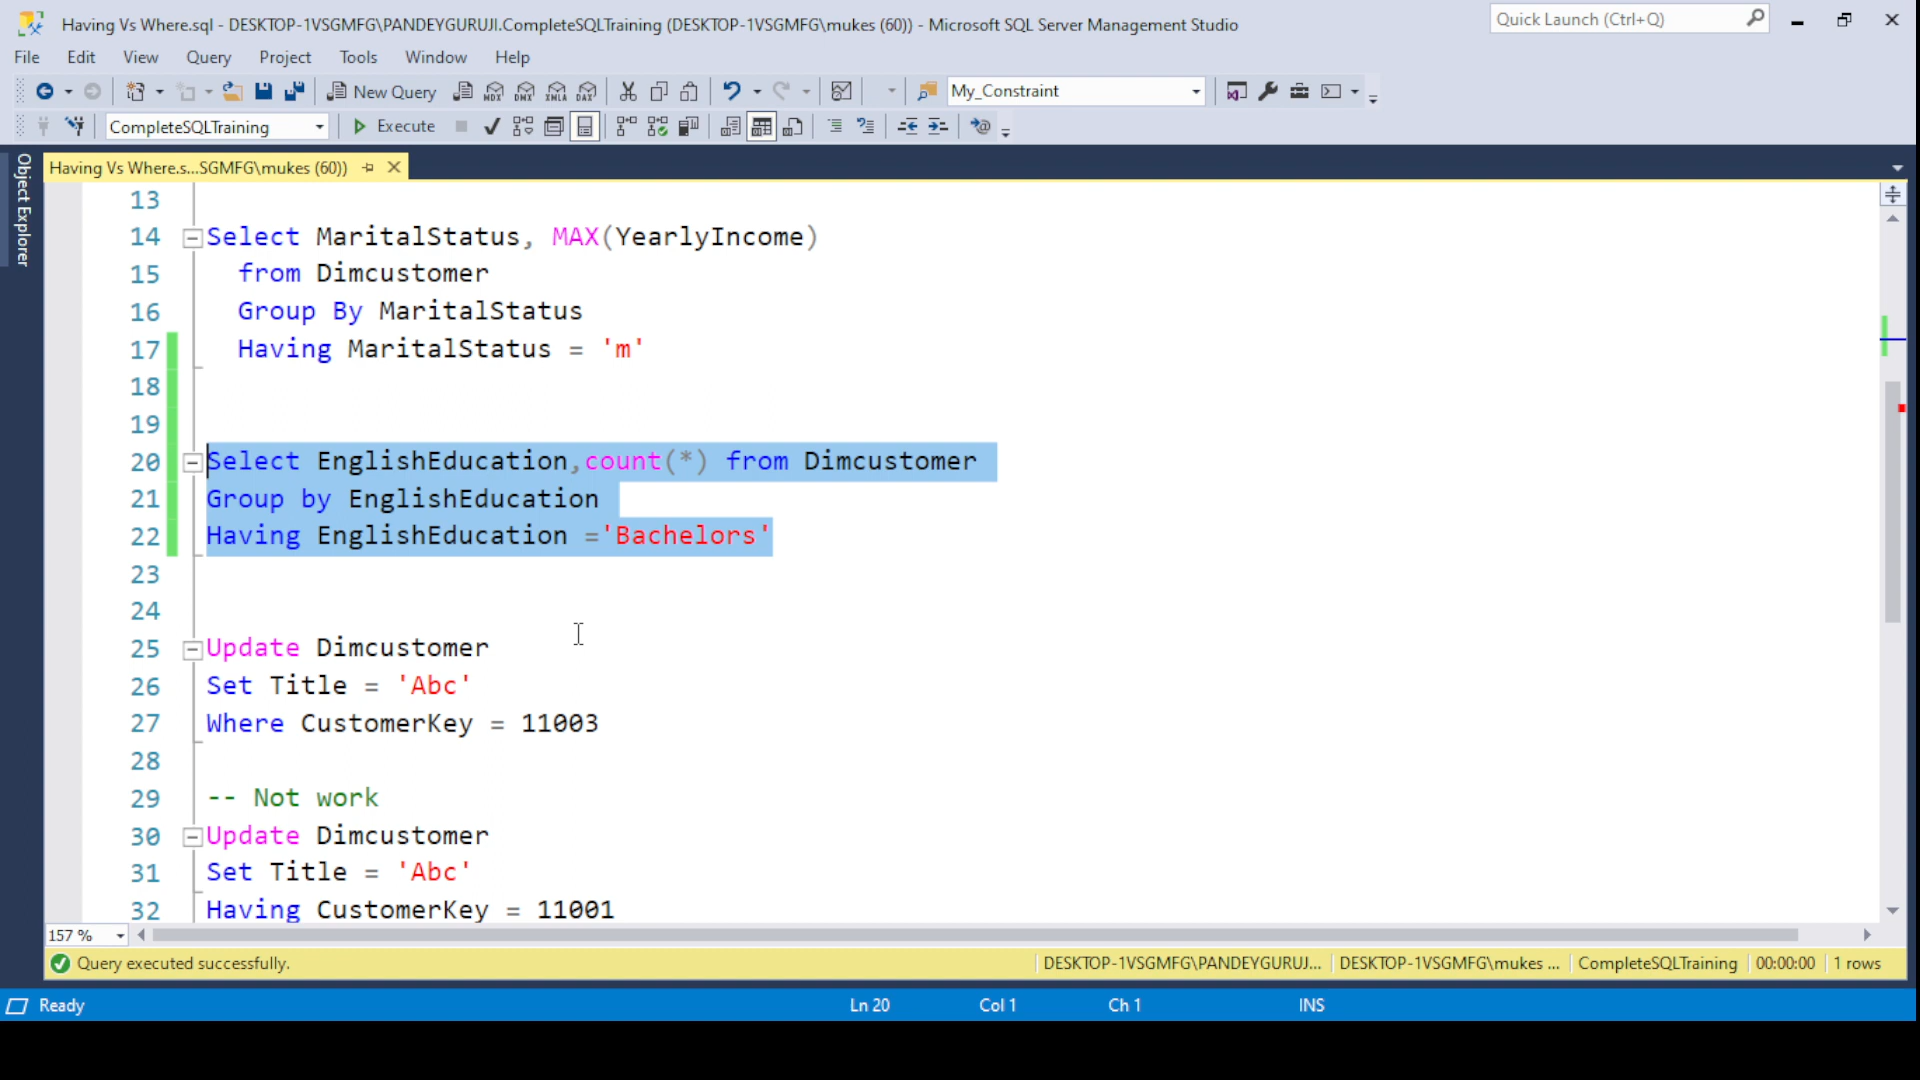 Having Vs Where.sql - DESKTOP-1VSGMFG\PANDEYGURUJI.CompleteSQLTraining (DESKTOP-1VSGMFG\mukes (60)) - Microsoft SQL Server Management Studio
Quick Launch (Ctrl+Q)
File Edit View Query Project Tools Window Help
New Query MDX DMX XMLA DAX My_Constraint
CompleteSQLTraining Execute
Object Explorer
Having Vs Where.s...SGMFG\mukes (60))
13
14 Select MaritalStatus, MAX(YearlyIncome)
15 from Dimcustomer
16 Group By MaritalStatus
17 Having MaritalStatus = 'm'
18
19
20 Select EnglishEducation,count(*) from Dimcustomer
21 Group by EnglishEducation
22 Having EnglishEducation ='Bachelors'
23
24
25 Update Dimcustomer
26 Set Title = 'Abc'
27 Where CustomerKey = 11003
28
29 -- Not work
30 Update Dimcustomer
31 Set Title = 'Abc'
32 Having CustomerKey = 11001
157 %
Query executed successfully. DESKTOP-1VSGMFG\PANDEYGURUJ... DESKTOP-1VSGMFG\mukes ... CompleteSQLTraining 00:00:00 1 rows
Ready Ln 20 Col 1 Ch 1 INS